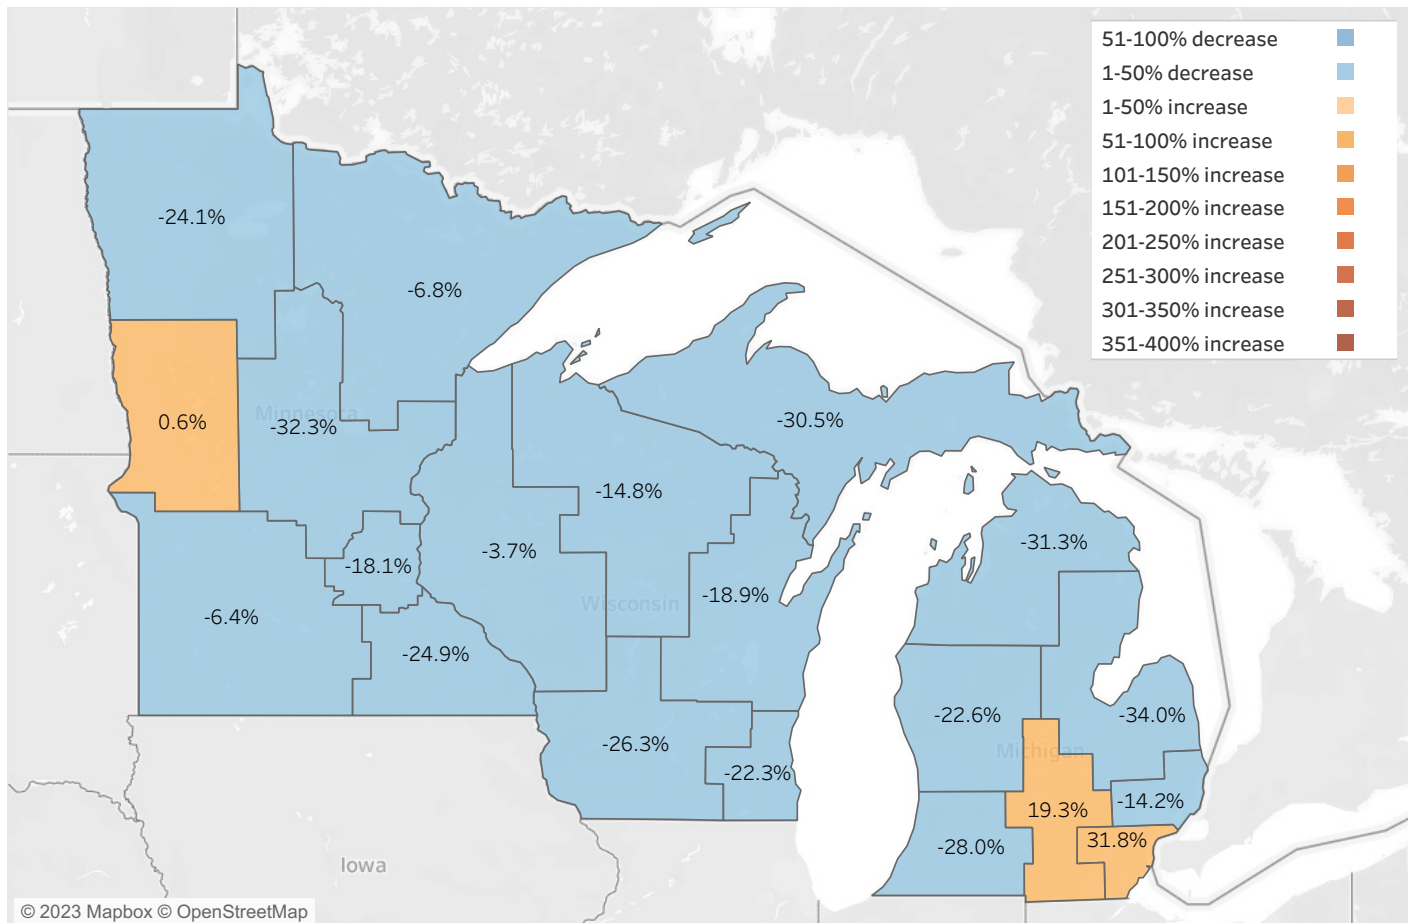 51-100% decrease
1-50% decrease
1-50% increase
51-100% increase
101-150% increase
151-200% increase
201-250% increase
251-300% increase
301-350% increase
351-400% increase
-24.1%
-6.8%
0.6%
Minnesota
-32.3%
-30.5%
-14.8%
-3.7%
-31.3%
-18.1%
-18.9%
Wisconsin
-6.4%
-24.9%
-22.6%
-34.0%
-26.3%
Michigan
-22.3%
19.3%
-14.2%
31.8%
-28.0%
Iowa
© 2023 Mapbox © OpenStreetMap